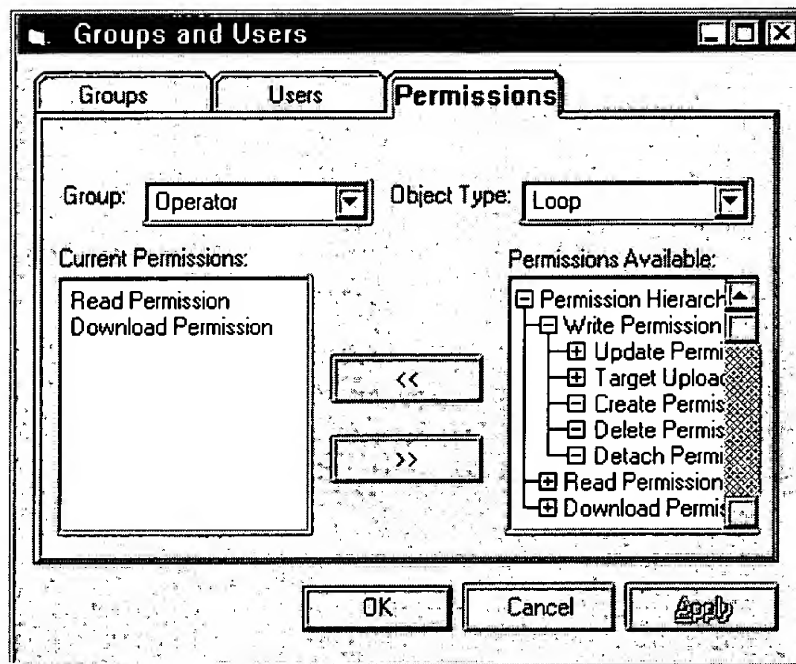 Groups and Users
Groups Users Permissions
Group: Operator Object Type: Loop
Current Permissions: Permissions Available:
Read Permission
Download Permission
Permission Hierarch
Write Permission
Update Permi
Target Upload
Create Permis
Delete Permis
Detach Permi
Read Permission
Download Permis
<<
>>
OK Cancel Apply